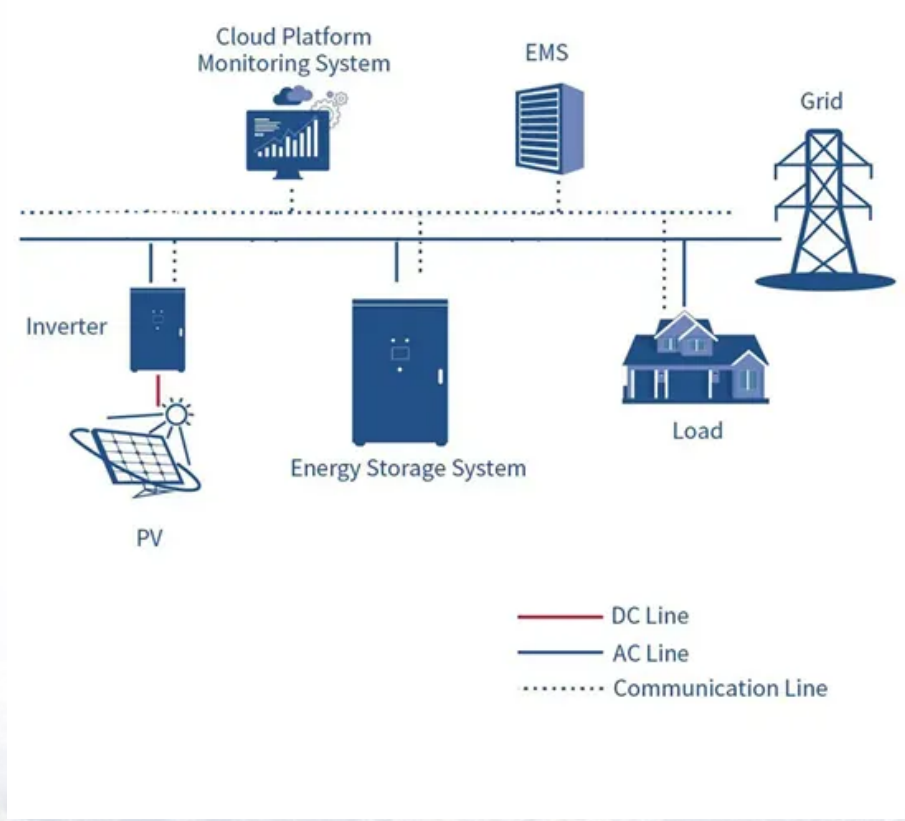 Cloud Platform
Monitoring System
EMS
Grid
Inverter
Load
Energy Storage System
PV
DC Line
AC Line
Communication Line